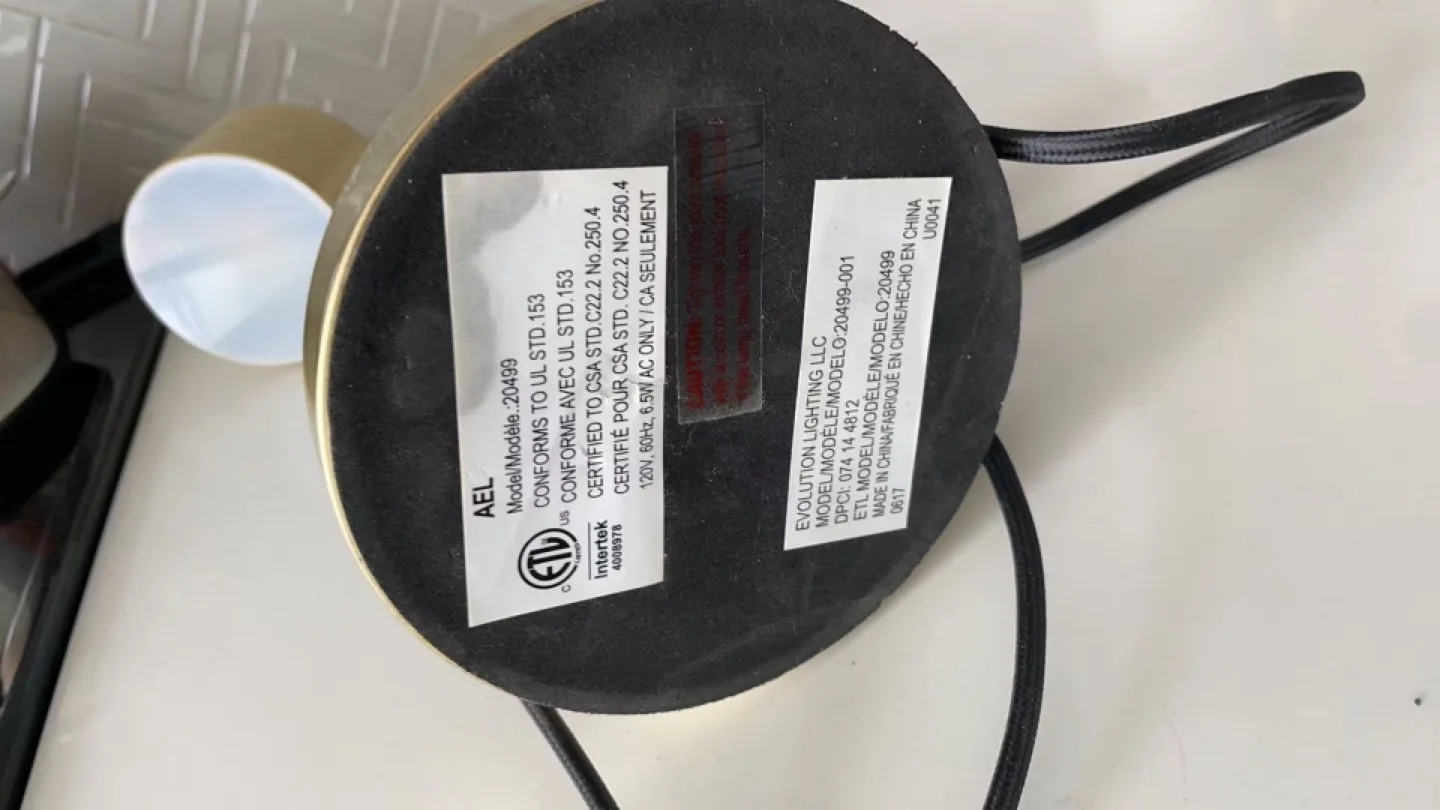 AEL
Model/Modèle.:20499
CONFORMS TO UL STD.153
CONFORME AVEC UL STD.153
CERTIFIED TO CSA STD.C22.2 No.250.4
CERTIFIÉ POUR CSA STD. C22.2 NO.250.4
120V, 60Hz, 6.5W AC ONLY / CA SEULEMENT
C ETL US
Intertek
4008978
CAUTION:
EVOLUTION LIGHTING LLC
MODEL/MODÈLE/MODELO:20499-001
DPCI: 074 14 4812
ETL MODEL/MODÈLE/MODELO:20499
MADE IN CHINA/FABRIQUÉ EN CHINE/HECHO EN CHINA
0617 U0041